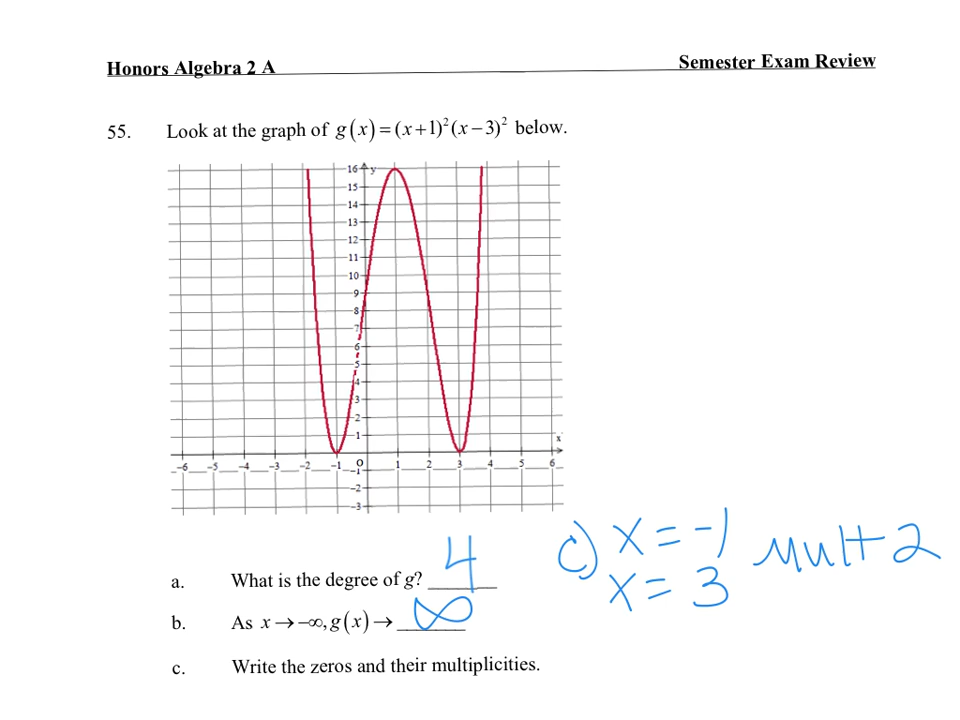 Honors Algebra 2 A Semester Exam Review
55. Look at the graph of g(x)=(x+1)²(x−3)² below.
16 y
15
14
13
12
11
10
9
8
7
6
5
4
3
2
1
x
−6 −5 −4 −3 −2 −1 O 1 2 3 4 5 6
−1
−2
−3
a. What is the degree of g? 4
b. As x→−∞, g(x)→ ∞
c) x = −1 Mult 2
x = 3
c. Write the zeros and their multiplicities.